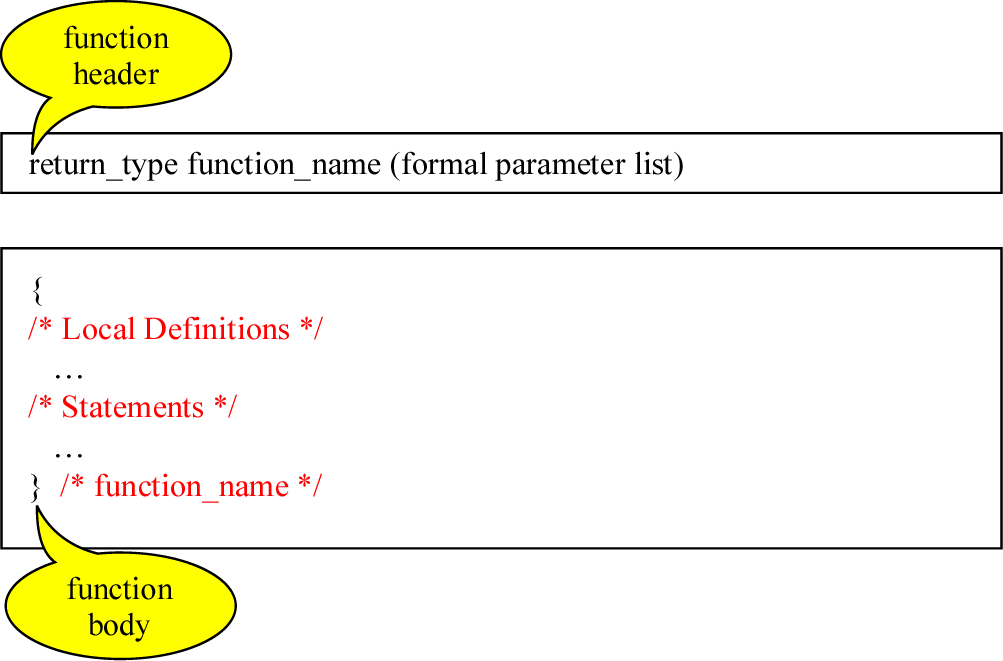 function
header
return_type function_name (formal parameter list)
{
/* Local Definitions */
…
/* Statements */
…
} /* function_name */
function
body